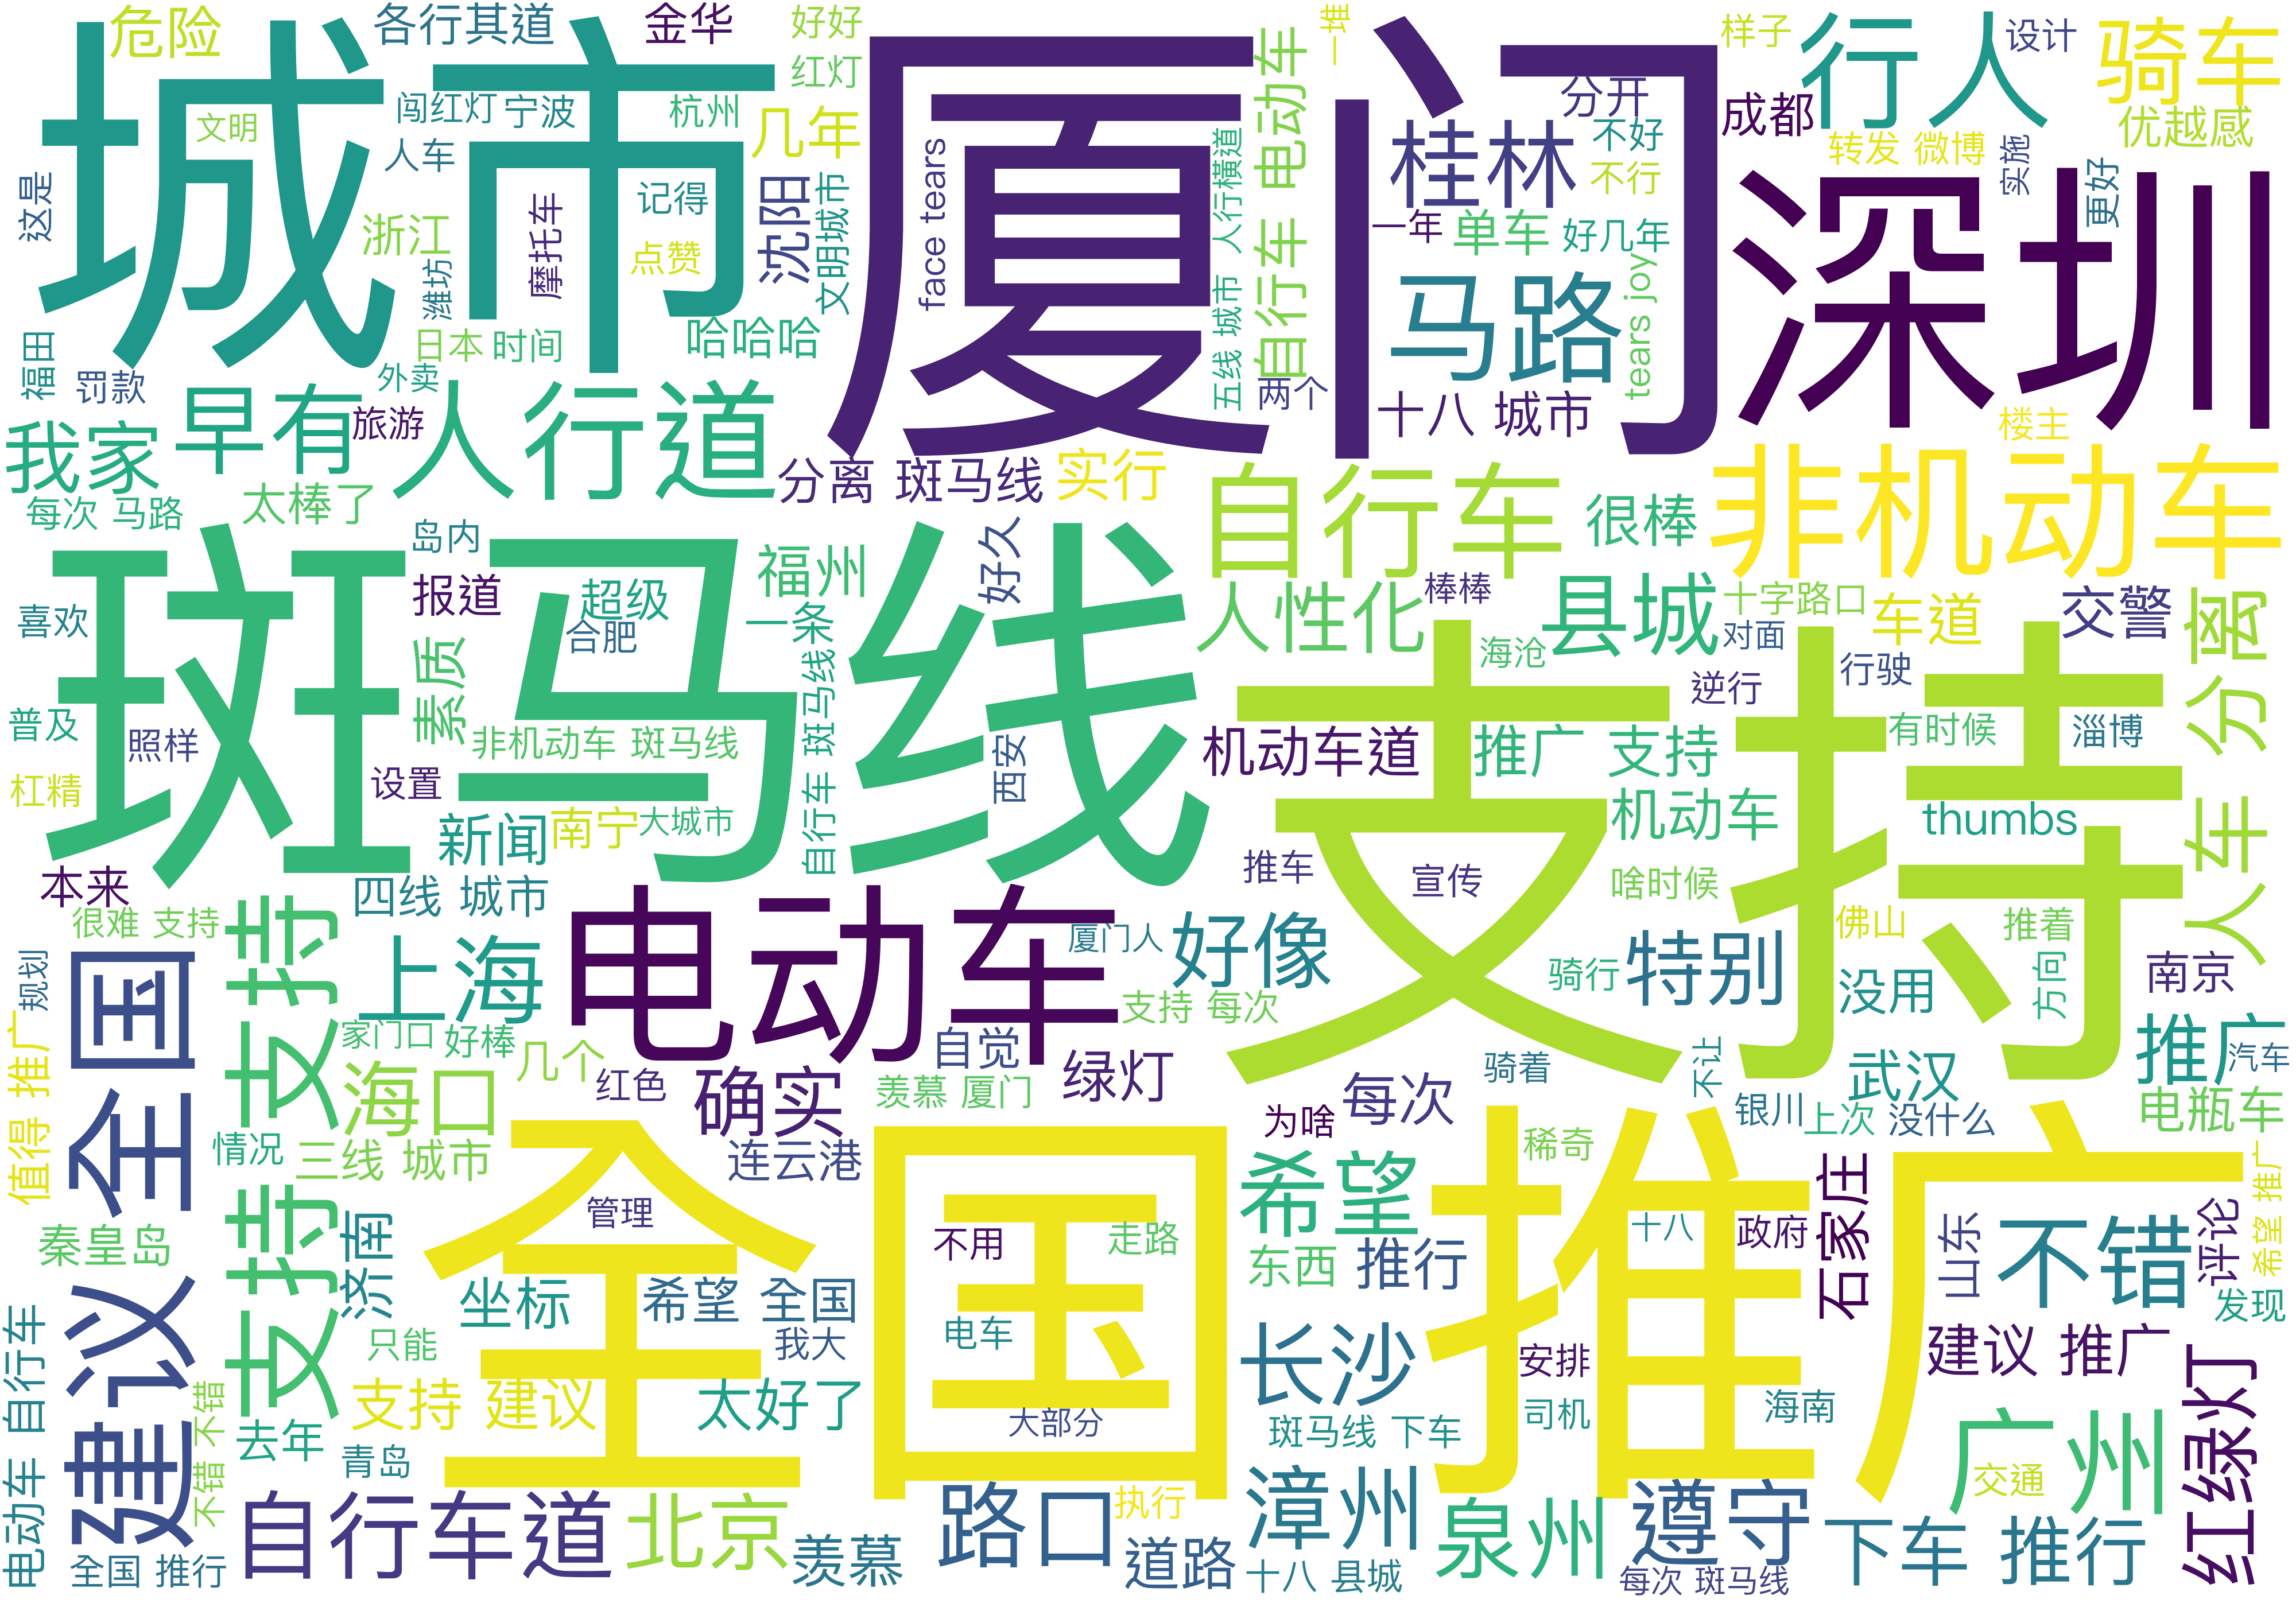 危险
各行其道
金华
好好
一堆
样子
行人
设计
骑车
城市
厦门
深圳
红灯
文明
闯红灯
宁波
杭州
几年
自行车 电动车
分开
成都
优越感
人车
桂林
不好
不行
转发 微博
实施
更好
这是
浙江
摩托车
记得
点赞
沈阳
文明城市
face tears
城市 人行横道
一年
单车
好几年
潍坊
马路
tears joy
福田
日本
时间
哈哈哈
罚款
外卖
旅游
五线
两个
十八 城市
楼主
我家
早有
人行道
分离 斑马线
实行
自行车
很棒
非机动车
每次 马路
太棒了
斑马线
岛内
报道
超级
福州
好久
人性化
县城
棒棒
十字路口
车道
交警
人车 分离
喜欢
合肥
一条
支持
海沧
对面
普及
照样
素质
非机动车 斑马线
自行车 斑马线
西安
机动车道
推广 支持
逆行
行驶
有时候
淄博
杠精
设置
新闻
南宁
大城市
机动车
thumbs
本来
四线 城市
电动车
推车
宣传
啥时候
很难 支持
支持 支持
上海
厦门人
好像
特别
佛山
推着
规划
建议 全国
骑行
没用
方向
南京
家门口
好棒
几个
自觉
支持 每次
值得 推广
海口
红色
确实
羡慕 厦门
绿灯
每次
骑着
不让
武汉
推广
汽车
情况
三线 城市
连云港
为啥
稀奇
银川
上次
没什么
电瓶车
全国
推广
秦皇岛
济南
管理
不用
走路
希望
东西
推行
十八
政府
石家庄
山东
不错
评论
希望 推广
坐标
希望 全国
电车
发现
电动车 自行车
只能
我大
长沙
安排
建议 推广
不错 不错
支持 建议
太好了
大部分
司机
海南
红绿灯
去年
青岛
斑马线 下车
广州
自行车道
北京
羡慕
路口
执行
漳州
泉州
遵守
交通
下车 推行
全国 推行
道路
十八 县城
每次 斑马线